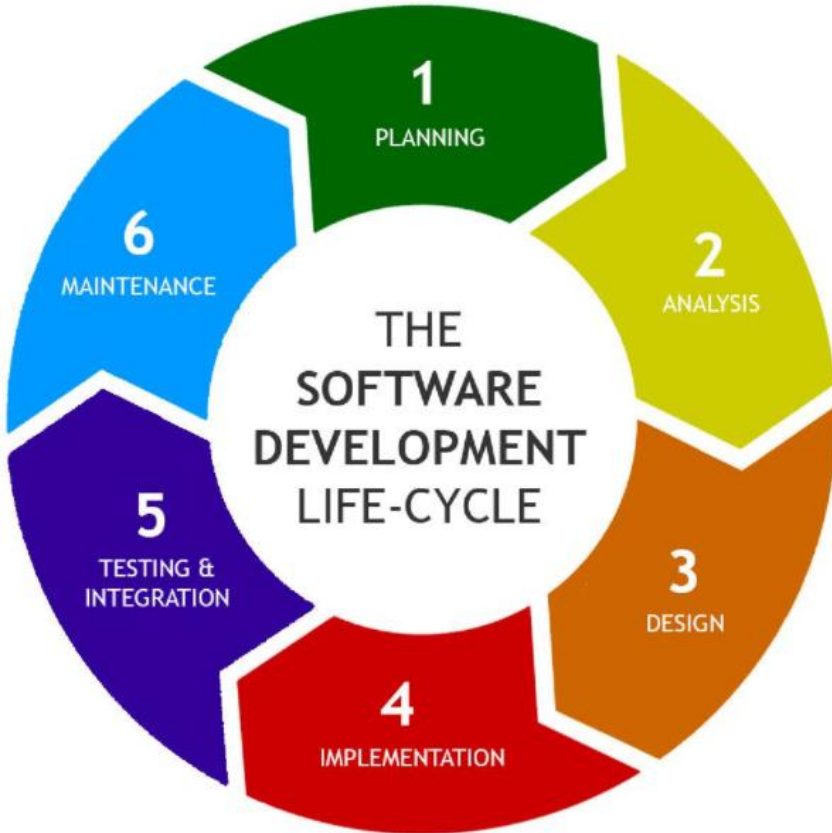 1
PLANNING
2
ANALYSIS
3
DESIGN
4
IMPLEMENTATION
5
TESTING &
INTEGRATION
6
MAINTENANCE
THE
SOFTWARE
DEVELOPMENT
LIFE-CYCLE